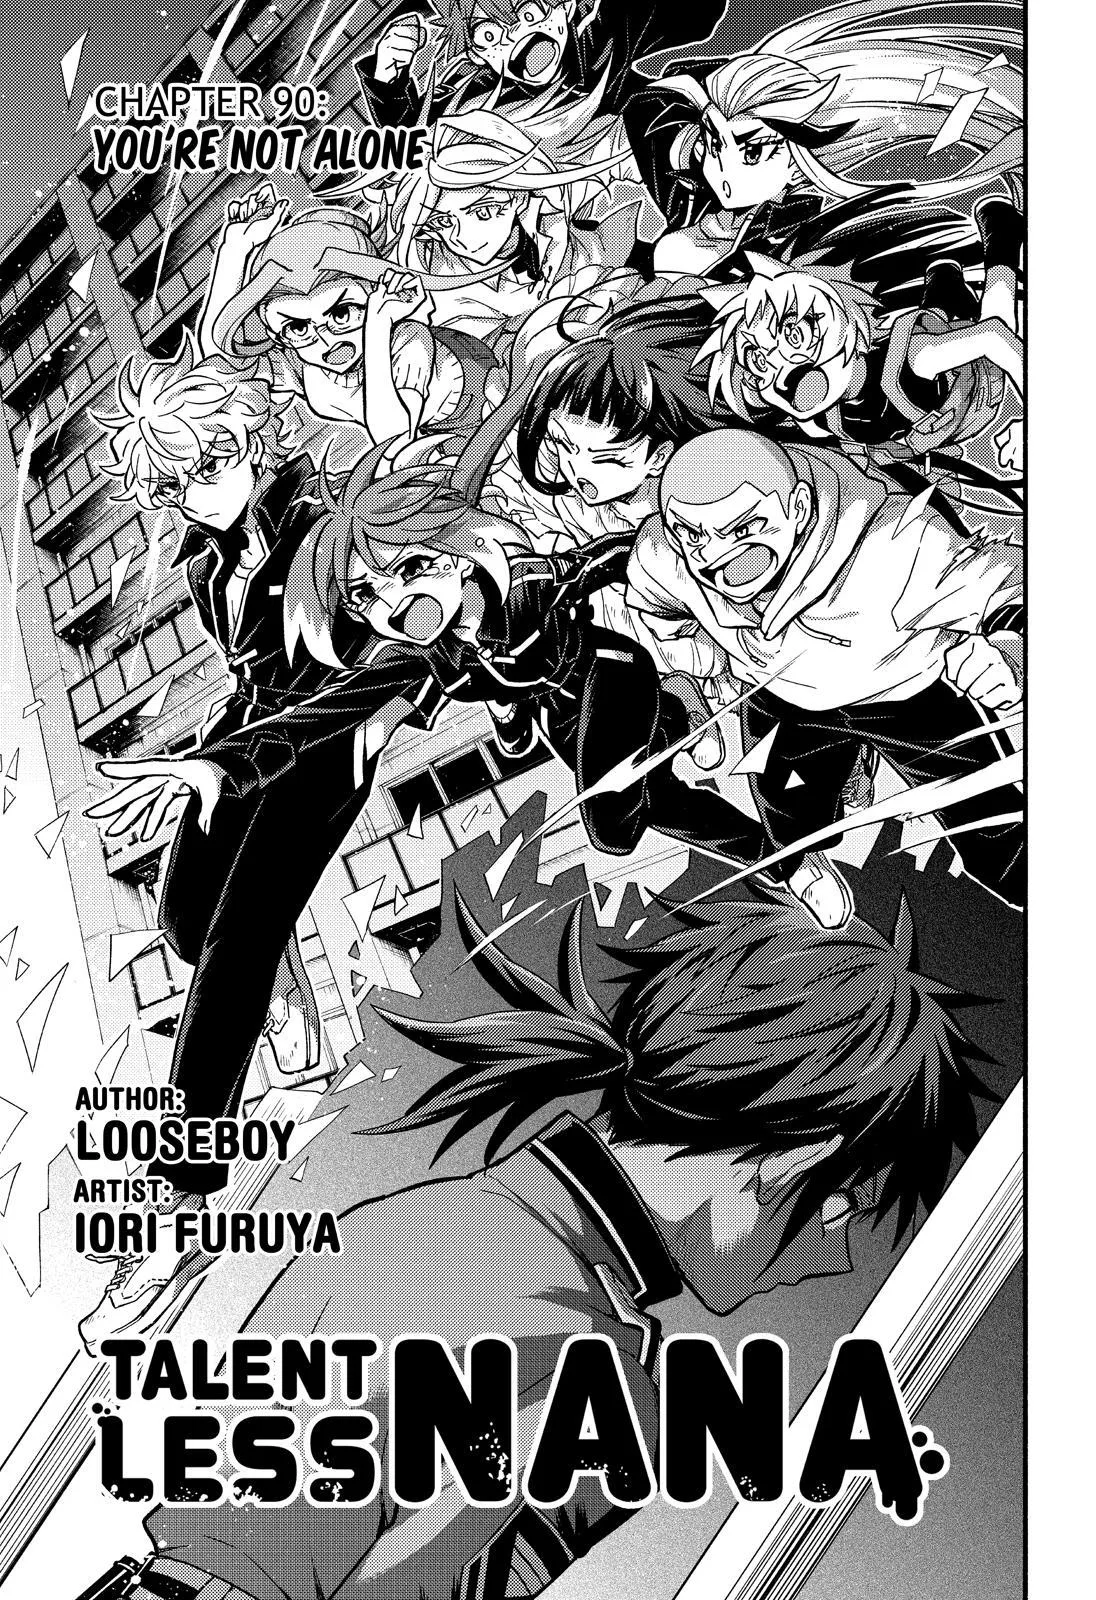 CHAPTER 90:
YOU'RE NOT ALONE
AUTHOR:
LOOSEBOY
ARTIST:
IORI FURUYA
TALENT
LESS NANA